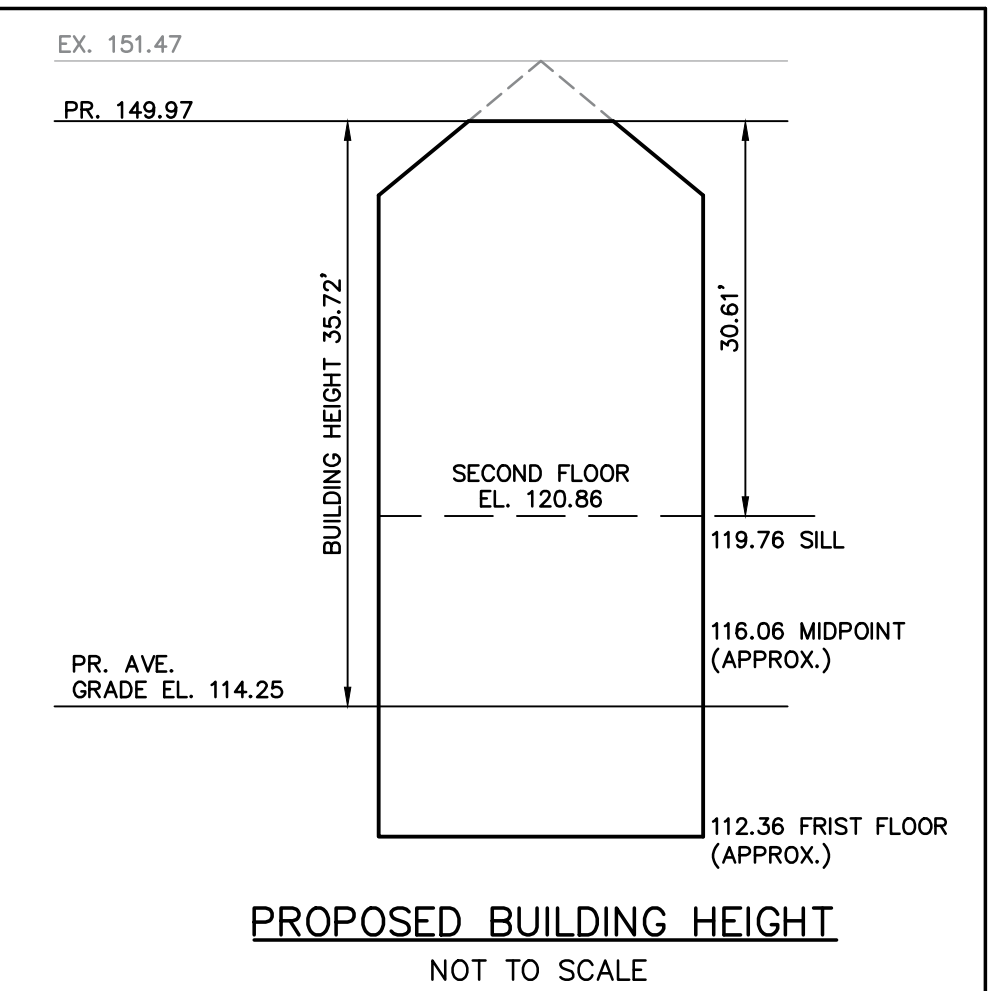 EX. 151.47
PR. 149.97
BUILDING HEIGHT 35.72'
30.61'
SECOND FLOOR
EL. 120.86
119.76 SILL
116.06 MIDPOINT
(APPROX.)
PR. AVE.
GRADE EL. 114.25
112.36 FRIST FLOOR
(APPROX.)
PROPOSED BUILDING HEIGHT
NOT TO SCALE